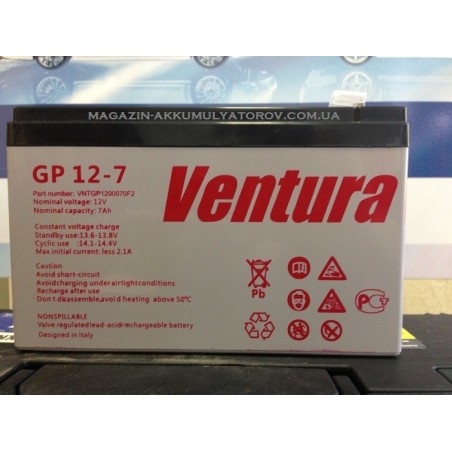 MAGAZIN-AKKUMULYATOROV.COM.UA
GP 12-7
Ventura
Part number: VNTGP1200070F2
Nominal voltage: 12V
Nominal capacity: 7Ah
Constant voltage charge
Standby use:13.6-13.8V
Cyclic use :14.1-14.4V
Max.initial current: less 2.1A
CAUTION!
Avoid short-circuit
Avoidcharging underairtightconditions
Recharge after use
Don't disassemble,avoid heating above 50°C
NONSPILLABLE
Valve regulatedlead-acidrechargeable battery
Designed in Italy
Pb